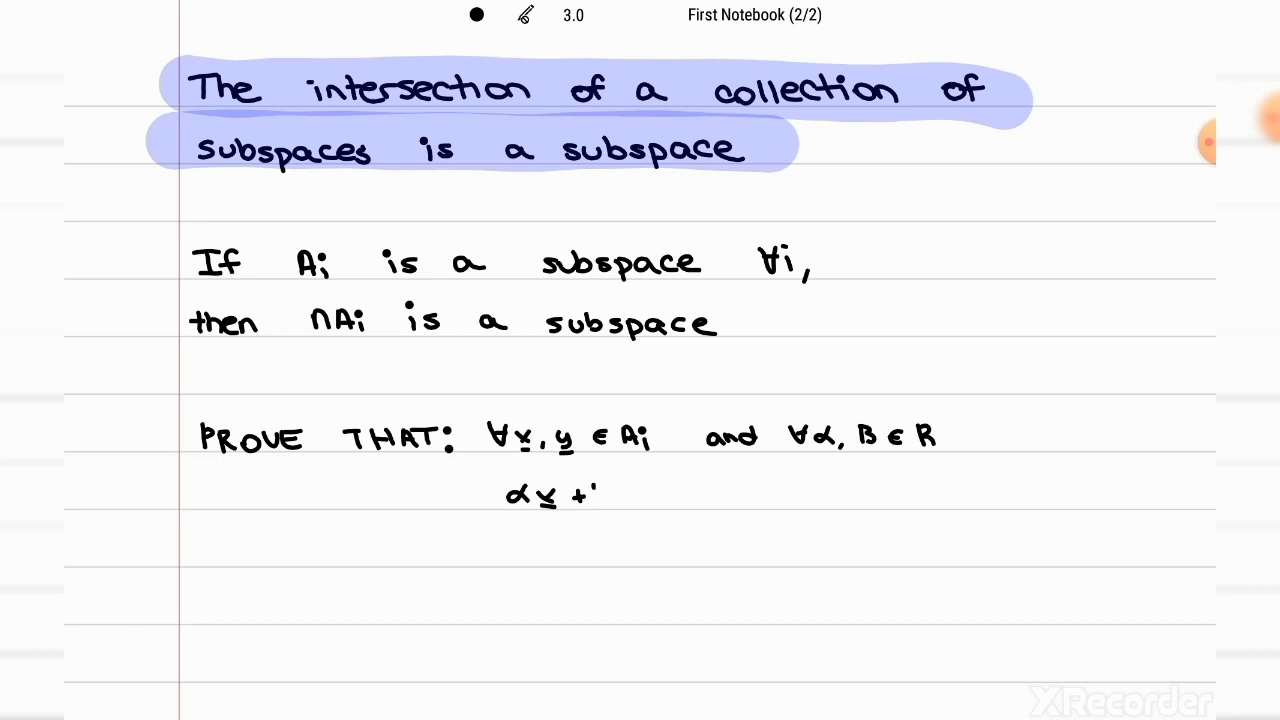 3.0 First Notebook (2/2)
The intersection of a collection of
subspaces is a subspace
If Ai is a subspace ∀i,
then ∩Ai is a subspace
PROVE THAT: ∀x, y ∈ Ai and ∀α, B ∈ R
αx +
XRecorder